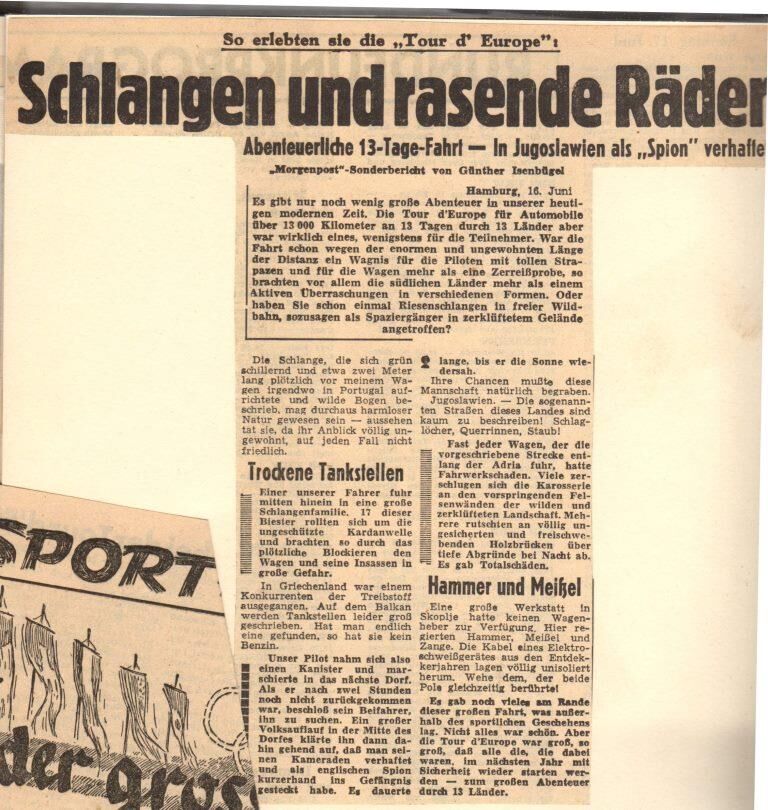 So erlebten sie die „Tour d' Europe":
Schlangen und rasende Räder
Abenteuerliche 13-Tage-Fahrt — In Jugoslawien als „Spion" verhafte
„Morgenpost"-Sonderbericht von Günther Isenbügel
Hamburg, 16. Juni
Es gibt nur noch wenig große Abenteuer in unserer heuti-
gen modernen Zeit. Die Tour d'Europe für Automobile
über 13 000 Kilometer an 13 Tagen durch 13 Länder aber
war wirklich eines, wenigstens für die Teilnehmer. War die
Fahrt schon wegen der enormen und ungewohnten Länge
der Distanz ein Wagnis für die Piloten mit tollen Stra-
pazen und für die Wagen mehr als eine Zerreißprobe, so
brachten vor allem die südlichen Länder mehr als einem
Aktiven Überraschungen in verschiedenen Formen. Oder
haben Sie schon einmal Riesenschlangen in freier Wild-
bahn, sozusagen als Spaziergänger in zerklüftetem Gelände
angetroffen?
Die Schlange, die sich grün
schillernd und etwa zwei Meter
lang plötzlich vor meinem Wa-
gen irgendwo in Portugal auf-
richtete und wilde Bogen be-
schrieb, mag durchaus harmloser
Natur gewesen sein — aussehen
tat sie, da ihr Anblick völlig un-
gewohnt, auf jeden Fall nicht
friedlich.
Trockene Tankstellen
Einer unserer Fahrer fuhr
mitten hinein in eine große
Schlangenfamilie. 17 dieser
Biester rollten sich um die
ungeschützte Kardanwelle
und brachten so durch das
plötzliche Blockieren den
Wagen und seine Insassen in
große Gefahr.
In Griechenland war einem
Konkurrenten der Treibstoff
ausgegangen. Auf dem Balkan
werden Tankstellen leider groß
geschrieben. Hat man endlich
eine gefunden, so hat sie kein
Benzin.
Unser Pilot nahm sich also
einen Kanister und mar-
schierte in das nächste Dorf.
Als er nach zwei Stunden
noch nicht zurückgekommen
war, beschloß sein Beifahrer,
ihn zu suchen. Ein großer
Volksauflauf in der Mitte des
Dorfes klärte ihn dann da-
hin gehend auf, daß man sei-
nen Kameraden verhaftet
und als englischen Spion
kurzerhand ins Gefängnis
gesteckt habe. Es dauerte
lange, bis er die Sonne wie-
dersah.
Ihre Chancen mußte diese
Mannschaft natürlich begraben.
Jugoslawien. — Die sogenann-
ten Straßen dieses Landes sind
kaum zu beschreiben! Schlag-
löcher, Querrinnen, Staub!
Fast jeder Wagen, der die
vorgeschriebene Strecke ent-
lang der Adria fuhr, hatte
Fahrwerkschaden. Viele zer-
schlugen sich die Karosserie
an den vorspringenden Fel-
senwänden der wilden und
zerklüfteten Landschaft. Meh-
rere rutschten an völlig un-
gesicherten und freischwe-
benden Holzbrücken über
tiefe Abgründe bei Nacht ab.
Es gab Totalschäden.
Hammer und Meißel
Eine große Werkstatt in
Skoplje hatte keinen Wagen-
heber zur Verfügung. Hier re-
gierten Hammer, Meißel und
Zange. Die Kabel eines Elektro-
schweißgerätes aus den Entdek-
kerjahren lagen völlig unisoliert
herum. Wehe dem, der beide
Pole gleichzeitig berührte!
Es gab noch vieles am Rande
dieser großen Fahrt, was außer-
halb des sportlichen Geschehens
lag. Nicht alles war schön. Aber
die Tour d'Europe war groß, so
groß, daß alle die, die dabei
waren, im nächsten Jahr mit
Sicherheit wieder starten wer-
den — zum großen Abenteuer
durch 13 Länder.
SPORT
der gros